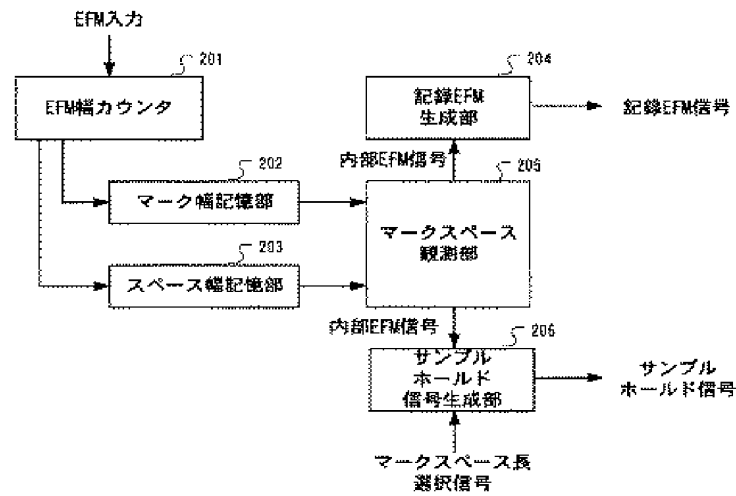 EFM入力
201
EFM幅カウンタ
204
記録EFM
生成部
記録EFM信号
内部EFM信号
202
マーク幅記憶部
205
マークスペース
観測部
203
スペース幅記憶部
内部EFM信号
206
サンプル
ホールド
信号生成部
サンプル
ホールド信号
マークスペース長
選択信号